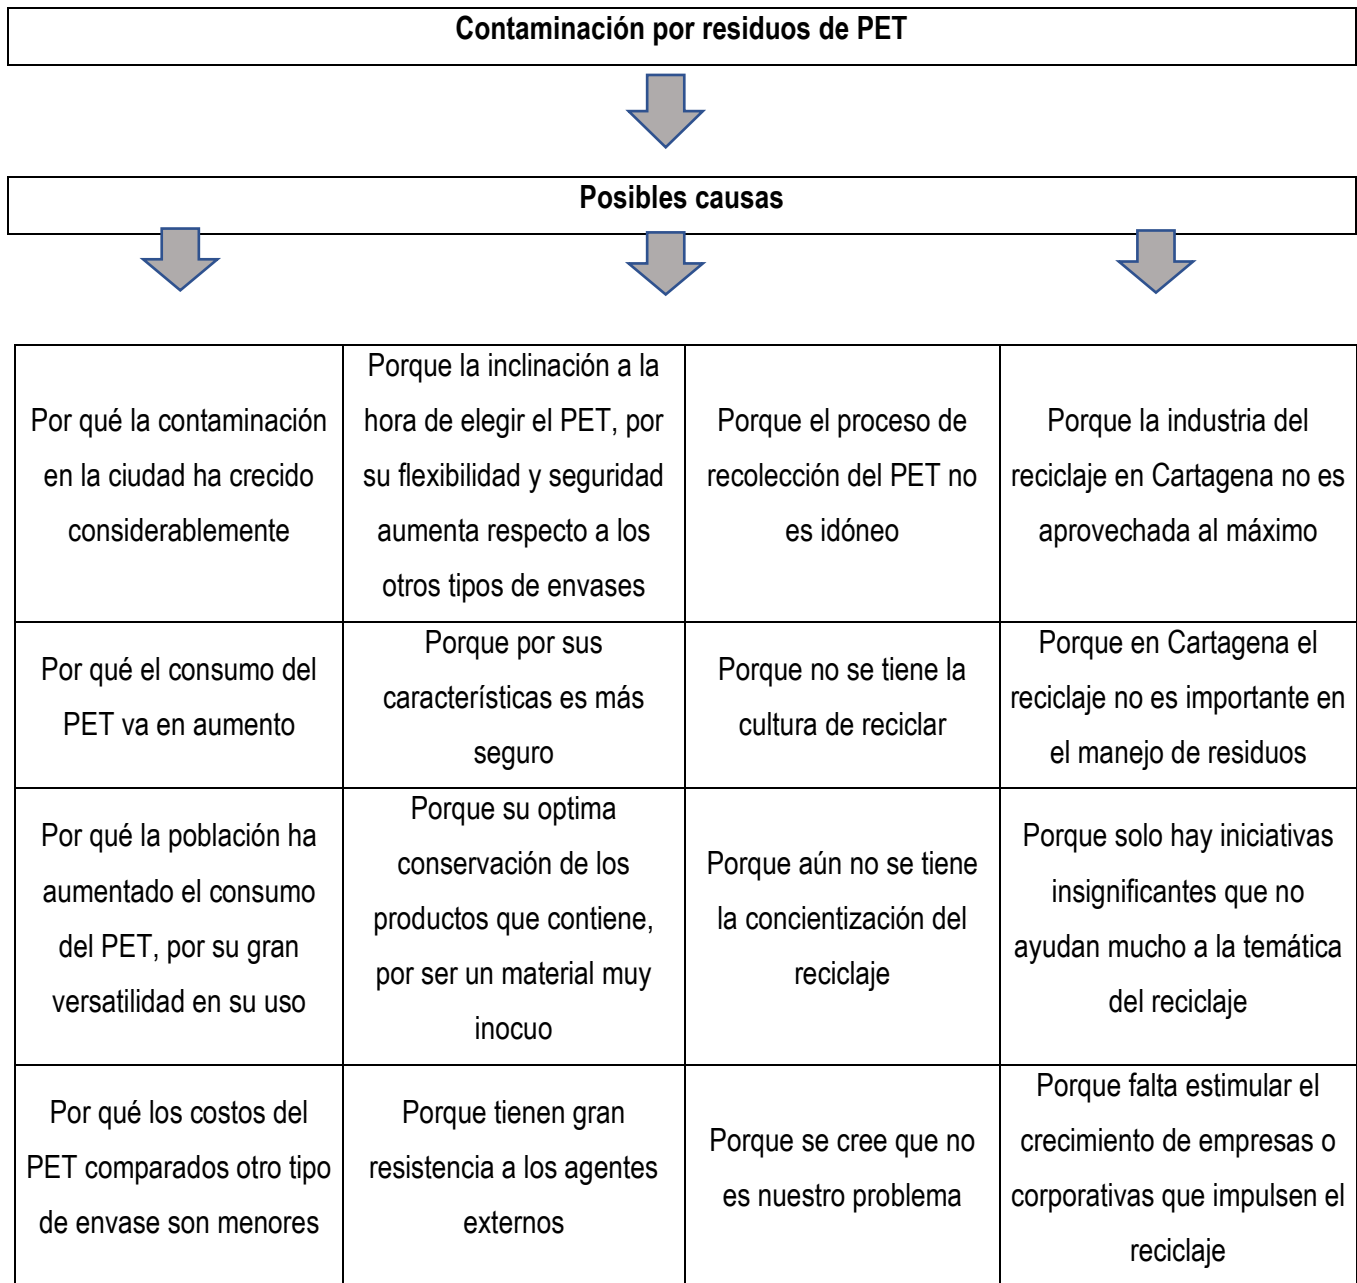 Contaminación por residuos de PET
Posibles causas
Por qué la contaminación
en la ciudad ha crecido
considerablemente
Porque la inclinación a la
hora de elegir el PET, por
su flexibilidad y seguridad
aumenta respecto a los
otros tipos de envases
Porque el proceso de
recolección del PET no
es idóneo
Porque la industria del
reciclaje en Cartagena no es
aprovechada al máximo
Por qué el consumo del
PET va en aumento
Porque por sus
características es más
seguro
Porque no se tiene la
cultura de reciclar
Porque en Cartagena el
reciclaje no es importante en
el manejo de residuos
Por qué la población ha
aumentado el consumo
del PET, por su gran
versatilidad en su uso
Porque su optima
conservación de los
productos que contiene,
por ser un material muy
inocuo
Porque aún no se tiene
la concientización del
reciclaje
Porque solo hay iniciativas
insignificantes que no
ayudan mucho a la temática
del reciclaje
Por qué los costos del
PET comparados otro tipo
de envase son menores
Porque tienen gran
resistencia a los agentes
externos
Porque se cree que no
es nuestro problema
Porque falta estimular el
crecimiento de empresas o
corporativas que impulsen el
reciclaje